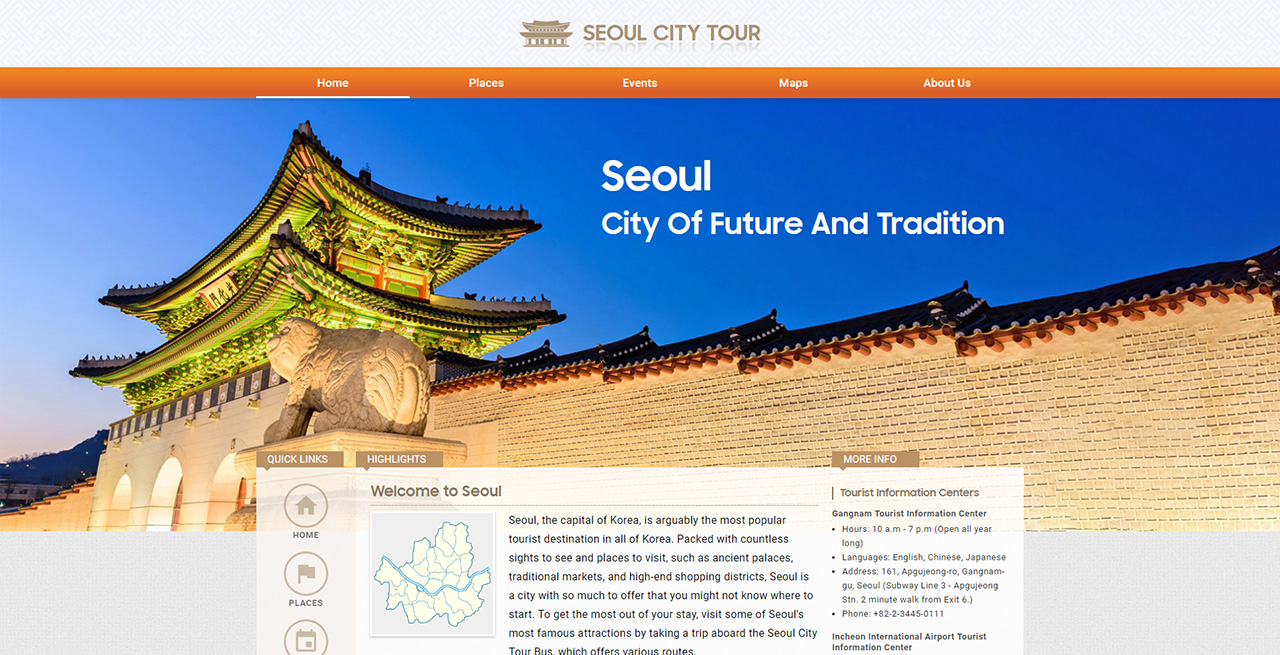 SEOUL CITY TOUR
Home
Places
Events
Maps
About Us
Seoul
City Of Future And Tradition
QUICK LINKS
HIGHLIGHTS
MORE INFO
HOME
PLACES
Welcome to Seoul
Seoul, the capital of Korea, is arguably the most popular
tourist destination in all of Korea. Packed with countless
sights to see and places to visit, such as ancient palaces,
traditional markets, and high-end shopping districts, Seoul is
a city with so much to offer that you might not know where to
start. To get the most out of your stay, visit some of Seoul's
most famous attractions by taking a trip aboard the Seoul City
Tour Bus, which offers various routes.
Tourist Information Centers
Gangnam Tourist Information Center
• Hours: 10 a.m - 7 p.m (Open all year
long)
• Languages: English, Chinese, Japanese
• Address: 161, Apgujeong-ro, Gangnam-
gu, Seoul (Subway Line 3 - Apgujeong
Stn. 2 minute walk from Exit 6.)
• Phone: +82-2-3445-0111
Incheon International Airport Tourist
Information Center